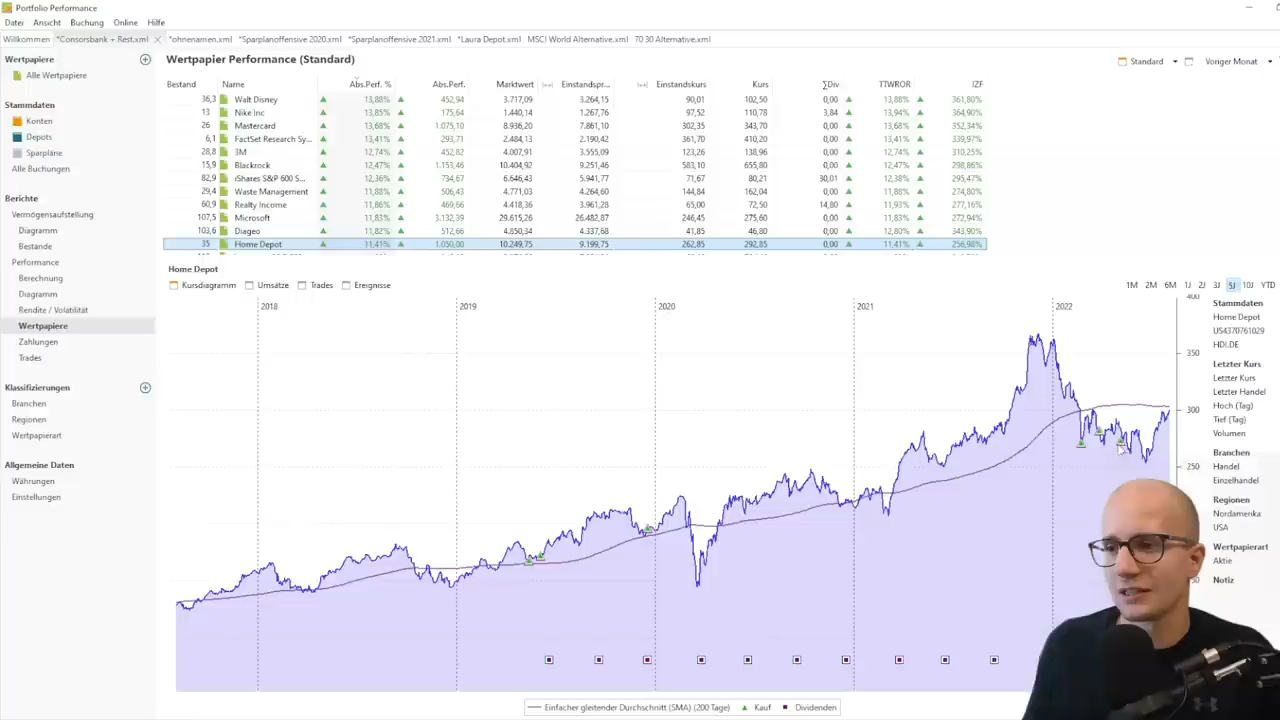 Portfolio Performance
Datei Ansicht Buchung Online Hilfe
Willkommen *Consorsbank + Rest.xml *ohnenamen.xml *Sparplanoffensive 2020.xml *Sparplanoffensive 2021.xml *Laura Depot.xml MSCI World Alternative.xml 70 30 Alternative.xml
Wertpapiere
Alle Wertpapiere
Stammdaten
Konten
Depots
Sparpläne
Alle Buchungen
Berichte
Vermögensaufstellung
Diagramm
Bestände
Performance
Berechnung
Diagramm
Rendite / Volatilität
Wertpapiere
Zahlungen
Trades
Klassifizierungen
Branchen
Regionen
Wertpapierart
Allgemeine Daten
Währungen
Einstellungen
Wertpapier Performance (Standard)
Standard Voriger Monat
Bestand Name Abs.Perf. % Abs.Perf. Marktwert Einstandspr... Einstandskurs Kurs ∑Div TTWROR IZF
36,3 Walt Disney 13,88% 452,94 3.717,09 3.264,15 90,01 102,50 0,00 13,88% 361,80%
13 Nike Inc 13,85% 175,64 1.440,14 1.267,76 97,52 110,78 3,84 13,94% 364,90%
26 Mastercard 13,68% 1.075,10 8.936,20 7.861,10 302,35 343,70 0,00 13,68% 352,34%
6,1 FactSet Research Sy... 13,41% 293,71 2.484,13 2.190,42 361,70 410,20 0,00 13,41% 339,97%
28,8 3M 12,74% 452,82 4.007,91 3.555,09 123,26 138,96 0,00 12,74% 310,25%
15,9 Blackrock 12,47% 1.153,46 10.404,92 9.251,46 583,10 655,80 0,00 12,47% 298,86%
82,9 iShares S&P 600 S... 12,36% 734,67 6.646,43 5.941,77 71,67 80,21 30,01 12,38% 295,47%
29,4 Waste Management 11,88% 506,43 4.771,03 4.264,60 144,84 162,04 0,00 11,88% 274,80%
60,9 Realty Income 11,86% 469,66 4.418,36 3.961,28 65,00 72,50 14,80 11,93% 277,16%
107,5 Microsoft 11,83% 3.132,39 29.615,26 26.482,87 246,45 275,60 0,00 11,83% 272,94%
103,6 Diageo 11,82% 512,66 4.850,34 4.337,68 41,85 46,80 0,00 12,80% 343,90%
35 Home Depot 11,41% 1.050,00 10.249,75 9.199,75 262,85 292,85 0,00 11,41% 256,98%
Home Depot
Kursdiagramm Umsätze Trades Ereignisse
1M 2M 6M 1J 2J 3J 5J 10J YTD
2018 2019 2020 2021 2022
400
350
300
250
Stammdaten
Home Depot
US4370761029
HDI.DE
Letzter Kurs
Letzter Kurs
Letzter Handel
Hoch (Tag)
Tief (Tag)
Volumen
Branchen
Handel
Einzelhandel
Regionen
Nordamerika
USA
Wertpapierart
Aktie
Notiz
Einfacher gleitender Durchschnitt (SMA) (200 Tage) Kauf Dividenden